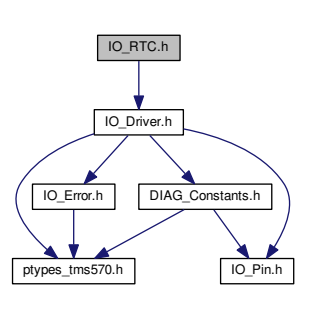 IO_RTC.h
IO_Driver.h
IO_Error.h
DIAG_Constants.h
ptypes_tms570.h
IO_Pin.h